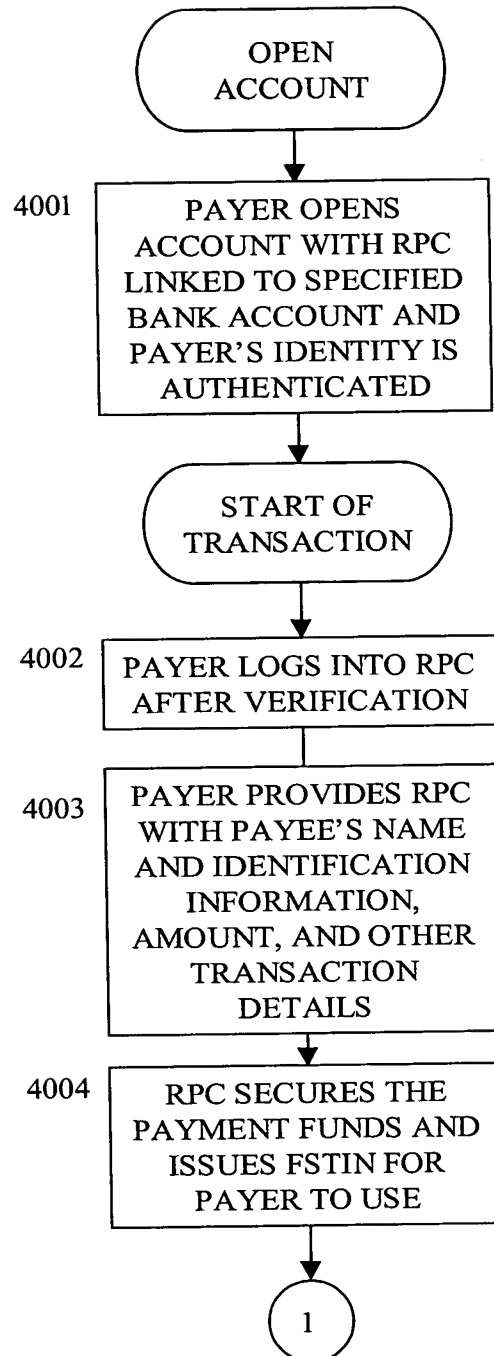 OPEN
ACCOUNT
4001
PAYER OPENS
ACCOUNT WITH RPC
LINKED TO SPECIFIED
BANK ACCOUNT AND
PAYER'S IDENTITY IS
AUTHENTICATED
START OF
TRANSACTION
4002
PAYER LOGS INTO RPC
AFTER VERIFICATION
4003
PAYER PROVIDES RPC
WITH PAYEE'S NAME
AND IDENTIFICATION
INFORMATION,
AMOUNT, AND OTHER
TRANSACTION
DETAILS
4004
RPC SECURES THE
PAYMENT FUNDS AND
ISSUES FSTIN FOR
PAYER TO USE
1